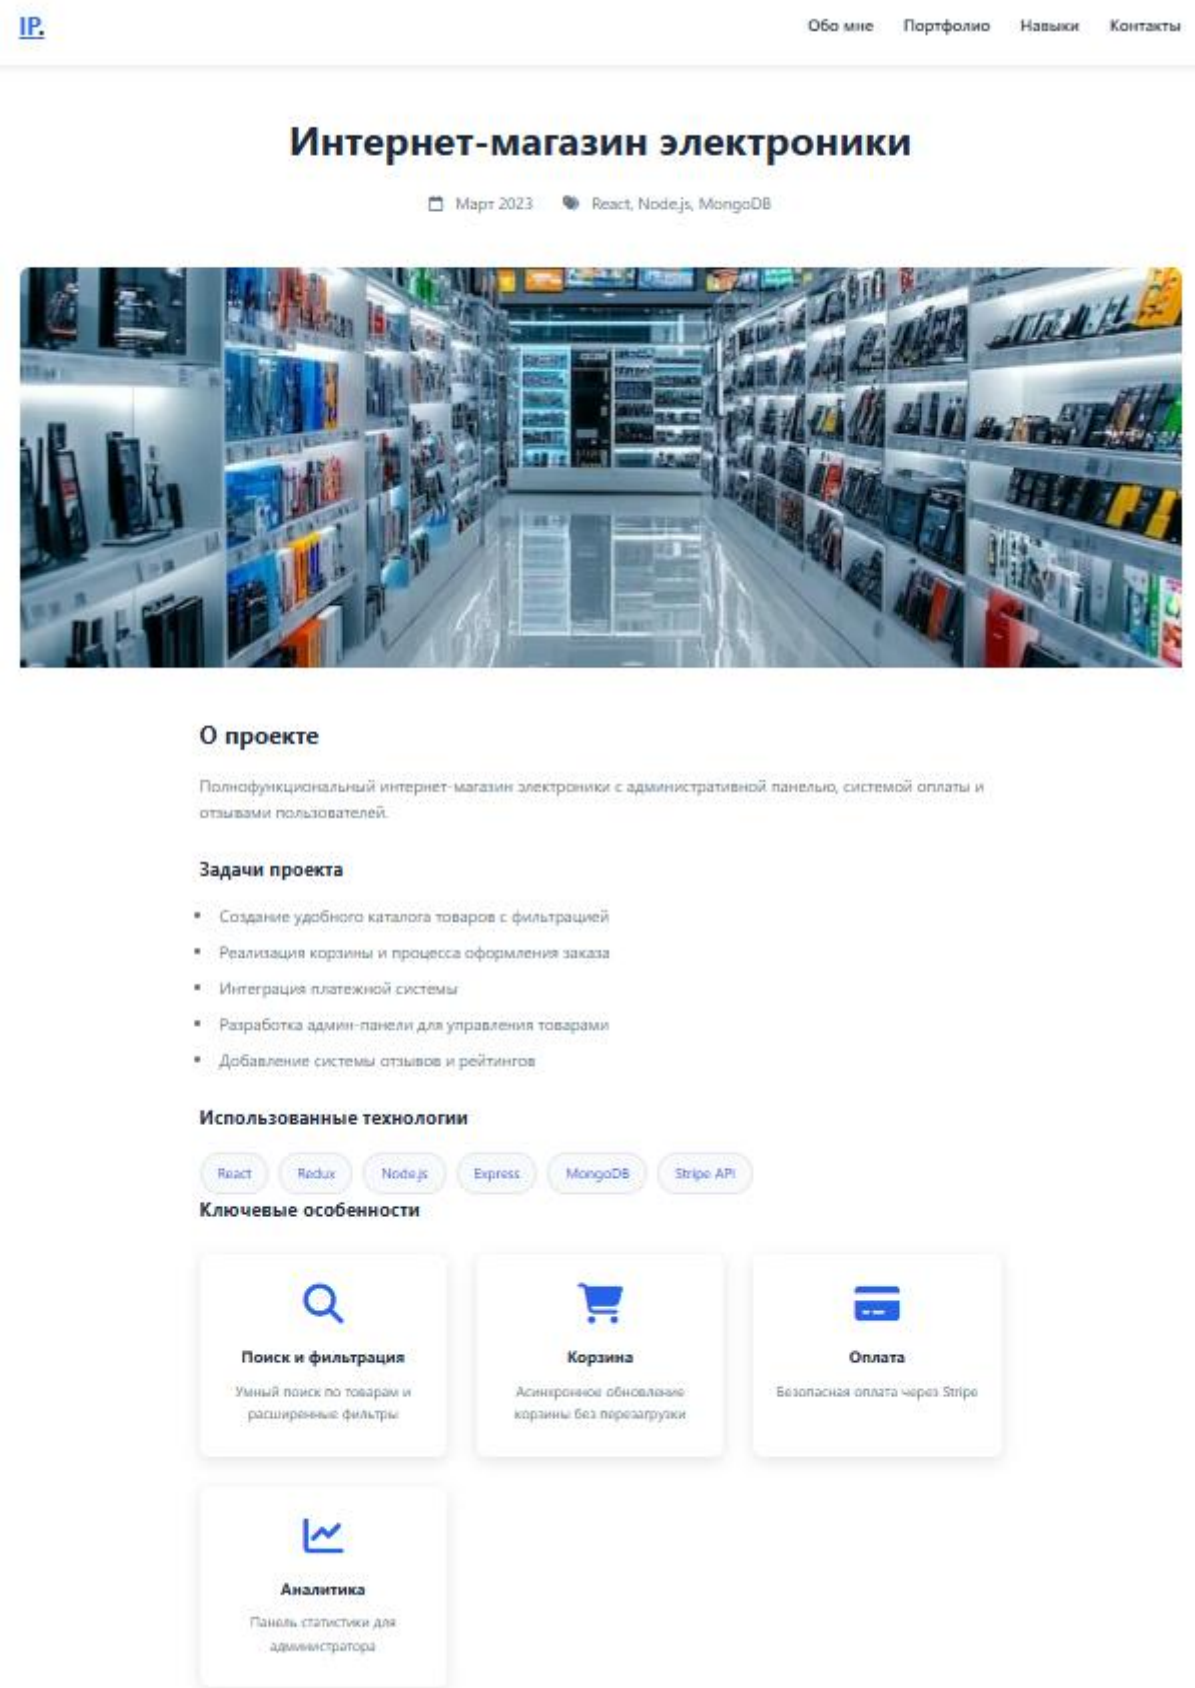 IP.
Обо мне Портфолио Навыки Контакты
Интернет-магазин электроники
Март 2023 React, Node.js, MongoDB
О проекте
Полнофункциональный интернет-магазин электроники с административной панелью, системой оплаты и
отзывами пользователей.
Задачи проекта
Создание удобного каталога товаров с фильтрацией
Реализация корзины и процесса оформления заказа
Интеграция платежной системы
Разработка админ-панели для управления товарами
Добавление системы отзывов и рейтингов
Использованные технологии
React Redux Node.js Express MongoDB Stripe API
Ключевые особенности
Поиск и фильтрация
Умный поиск по товарам и
расширенные фильтры
Корзина
Асинхронное обновление
корзины без перезагрузки
Оплата
Безопасная оплата через Stripe
Аналитика
Панель статистики для
администратора